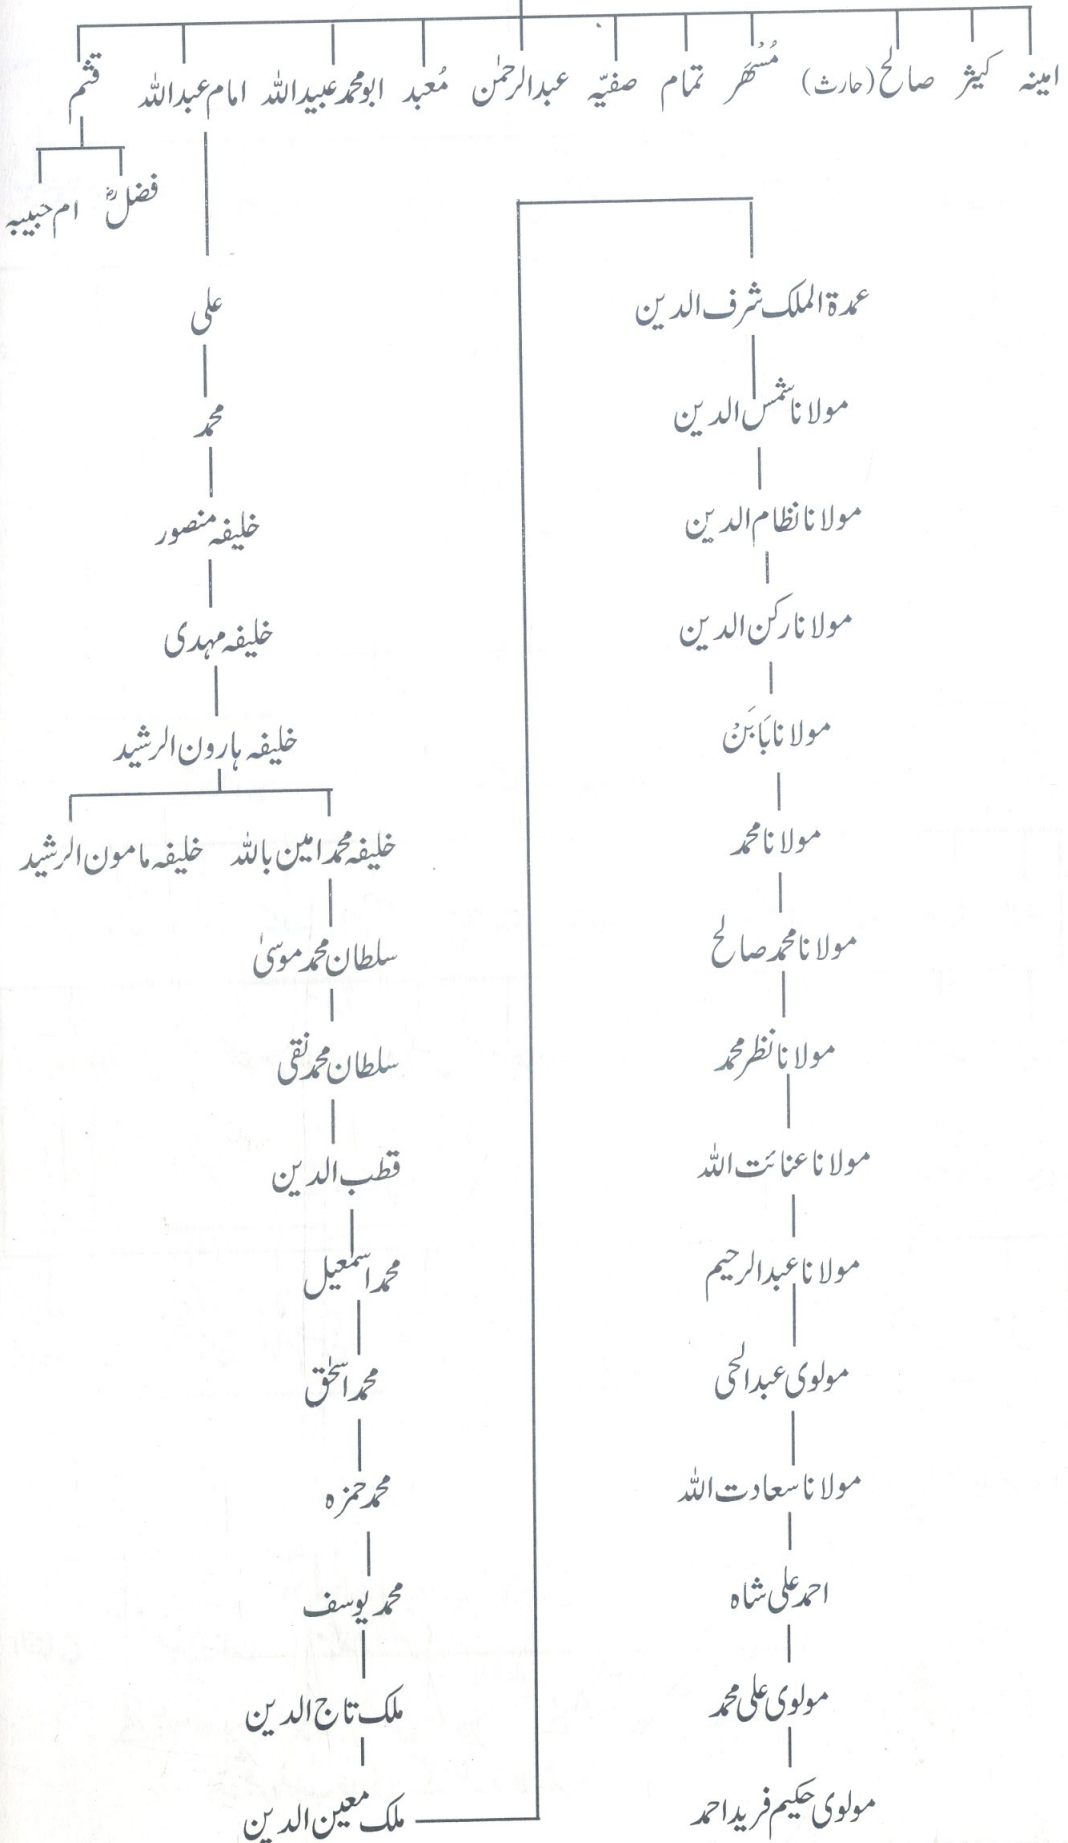 امینہ کیثر صالح (حارث) مُسْہَر تمام صفیّہ عبدالرحمٰن مُعبد ابومحمد عبیداللہ امام عبداللہ قثم
فضلؓ ام حبیبہ
علی
محمد
خلیفہ منصور
خلیفہ مہدی
خلیفہ ہارون الرشید
خلیفہ محمد امین باللہ خلیفہ مامون الرشید
سلطان محمد موسیٰ
سلطان محمد نقی
قطب الدین
محمد اسمٰعیل
محمد اسحٰق
محمد حمزہ
محمد یوسف
ملک تاج الدین
ملک معین الدین
عمدۃ الملک شرف الدین
مولانا شمس الدین
مولانا نظام الدین
مولانا رکن الدین
مولانا بَابَنْ
مولانا محمد
مولانا محمد صالح
مولانا نظر محمد
مولانا عنائت اللہ
مولانا عبدالرحیم
مولوی عبدالحی
مولانا سعادت اللہ
احمد علی شاہ
مولوی علی محمد
مولوی حکیم فرید احمد